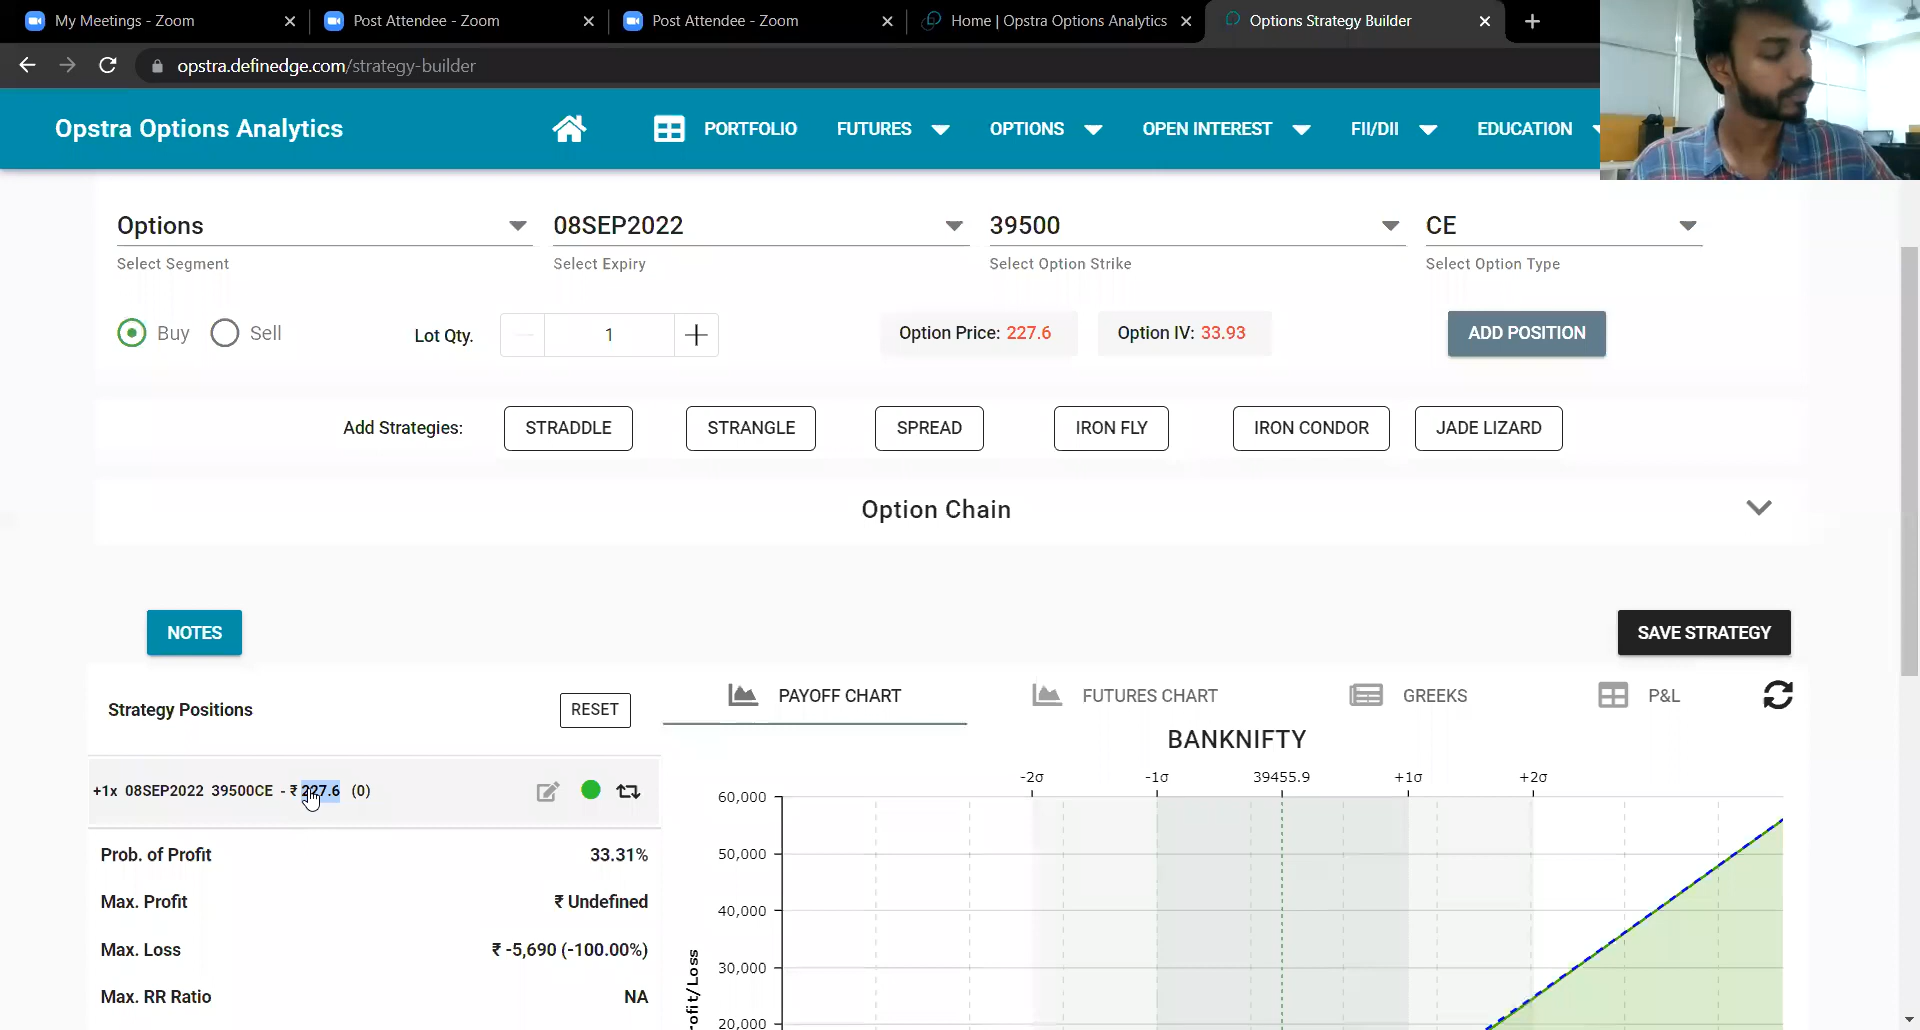 My Meetings - Zoom
Post Attendee - Zoom
Post Attendee - Zoom
Home | Opstra Options Analytics
Options Strategy Builder
opstra.definedge.com/strategy-builder
Opstra Options Analytics
PORTFOLIO
FUTURES
OPTIONS
OPEN INTEREST
FII/DII
EDUCATION
Options
08SEP2022
39500
CE
Select Segment
Select Expiry
Select Option Strike
Select Option Type
Buy
Sell
Lot Qty.
1
Option Price: 227.6
Option IV: 33.93
ADD POSITION
Add Strategies:
STRADDLE
STRANGLE
SPREAD
IRON FLY
IRON CONDOR
JADE LIZARD
Option Chain
NOTES
SAVE STRATEGY
Strategy Positions
RESET
PAYOFF CHART
FUTURES CHART
GREEKS
P&L
+1x 08SEP2022 39500CE - ₹ 227.6 (0)
Prob. of Profit 33.31%
Max. Profit ₹ Undefined
Max. Loss ₹ -5,690 (-100.00%)
Max. RR Ratio NA
BANKNIFTY
-2σ -1σ 39455.9 +1σ +2σ
60,000
50,000
40,000
30,000
20,000